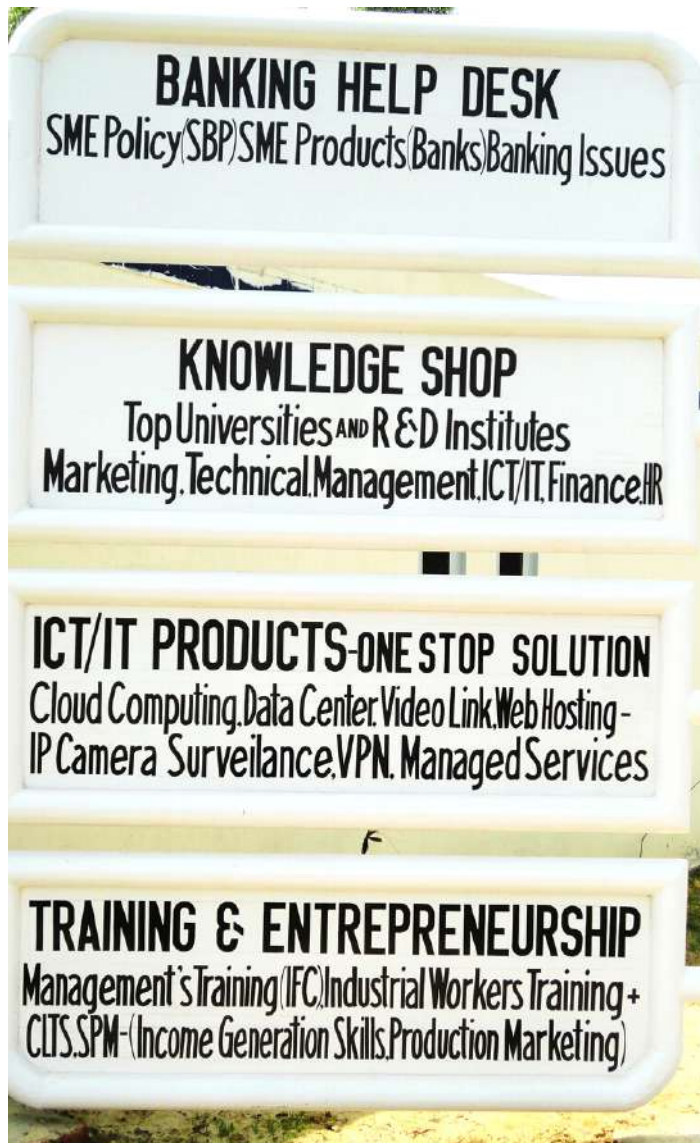 BANKING HELP DESK
SME Policy(SBP)SME Products(Banks)Banking Issues
KNOWLEDGE SHOP
Top Universities AND R&D Institutes
Marketing,Technical,Management,ICT/IT,Finance,HR
ICT/IT PRODUCTS-ONE STOP SOLUTION
Cloud Computing,Data Center,Video Link,Web Hosting-
IP Camera Surveilance,VPN, Managed Services
TRAINING & ENTREPRENEURSHIP
Management's Training(IFC),Industrial Workers Training+
CLTS,SPM-(Income Generation Skills,Production Marketing)